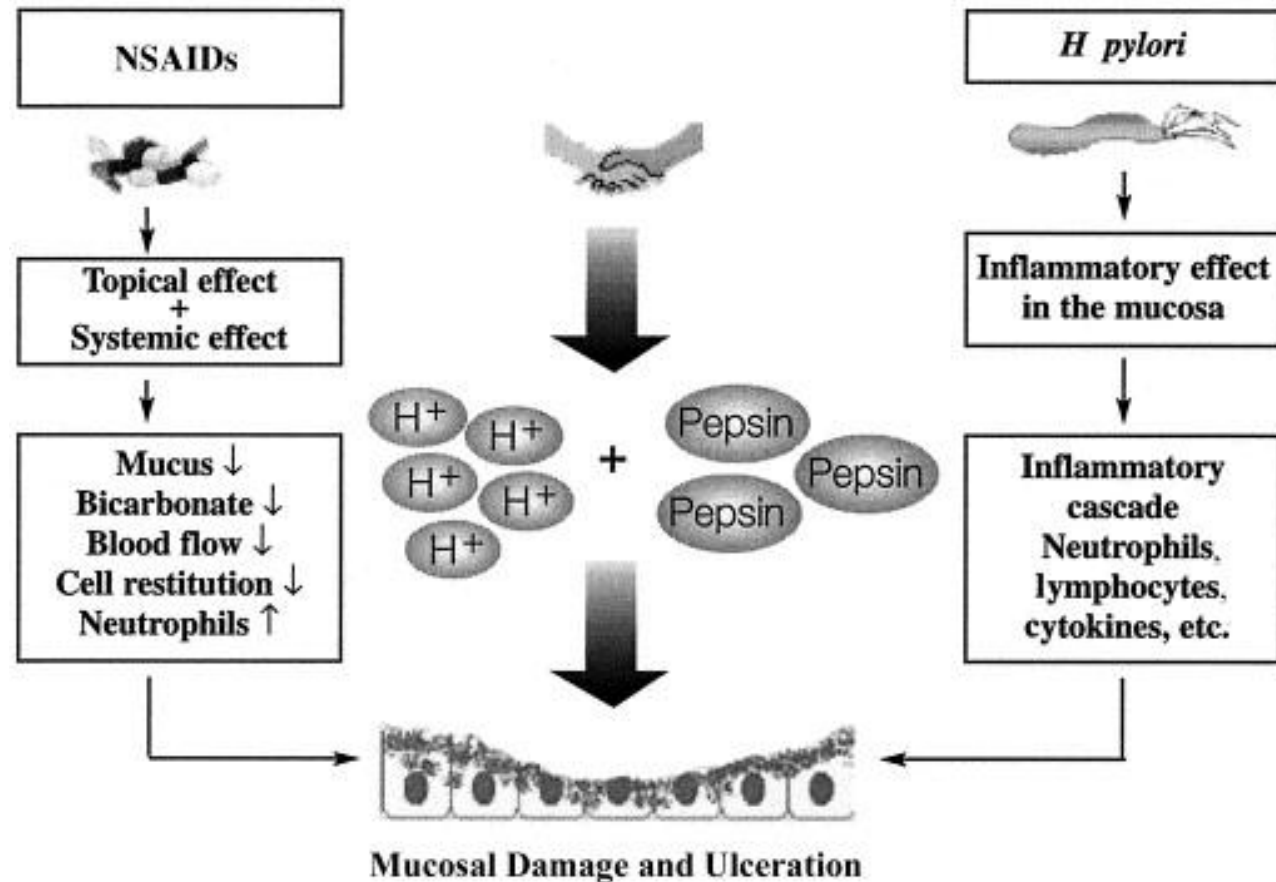 NSAIDs
Topical effect
+
Systemic effect
Mucus ↓
Bicarbonate ↓
Blood flow ↓
Cell restitution ↓
Neutrophils ↑
H+
H+
H+
H+
H+
+
Pepsin
Pepsin
Pepsin
H pylori
Inflammatory effect
in the mucosa
Inflammatory
cascade
Neutrophils,
lymphocytes,
cytokines, etc.
Mucosal Damage and Ulceration